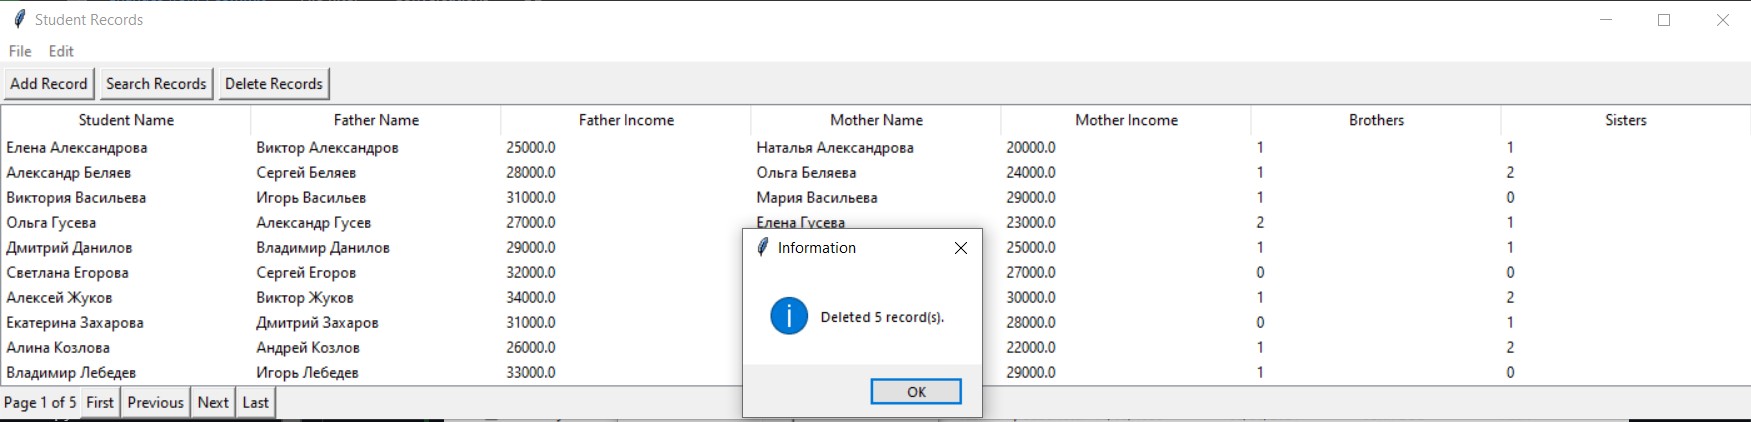 Student Records
File Edit
Add Record Search Records Delete Records
Student Name Father Name Father Income Mother Name Mother Income Brothers Sisters
Елена Александрова Виктор Александров 25000.0 Наталья Александрова 20000.0 1 1
Александр Беляев Сергей Беляев 28000.0 Ольга Беляева 24000.0 1 2
Виктория Васильева Игорь Васильев 31000.0 Мария Васильева 29000.0 1 0
Ольга Гусева Александр Гусев 27000.0 Елена Гусева 23000.0 2 1
Дмитрий Данилов Владимир Данилов 29000.0 25000.0 1 1
Светлана Егорова Сергей Егоров 32000.0 27000.0 0 0
Алексей Жуков Виктор Жуков 34000.0 30000.0 1 2
Екатерина Захарова Дмитрий Захаров 31000.0 28000.0 0 1
Алина Козлова Андрей Козлов 26000.0 22000.0 1 2
Владимир Лебедев Игорь Лебедев 33000.0 29000.0 1 0
Information
Deleted 5 record(s).
OK
Page 1 of 5 First Previous Next Last